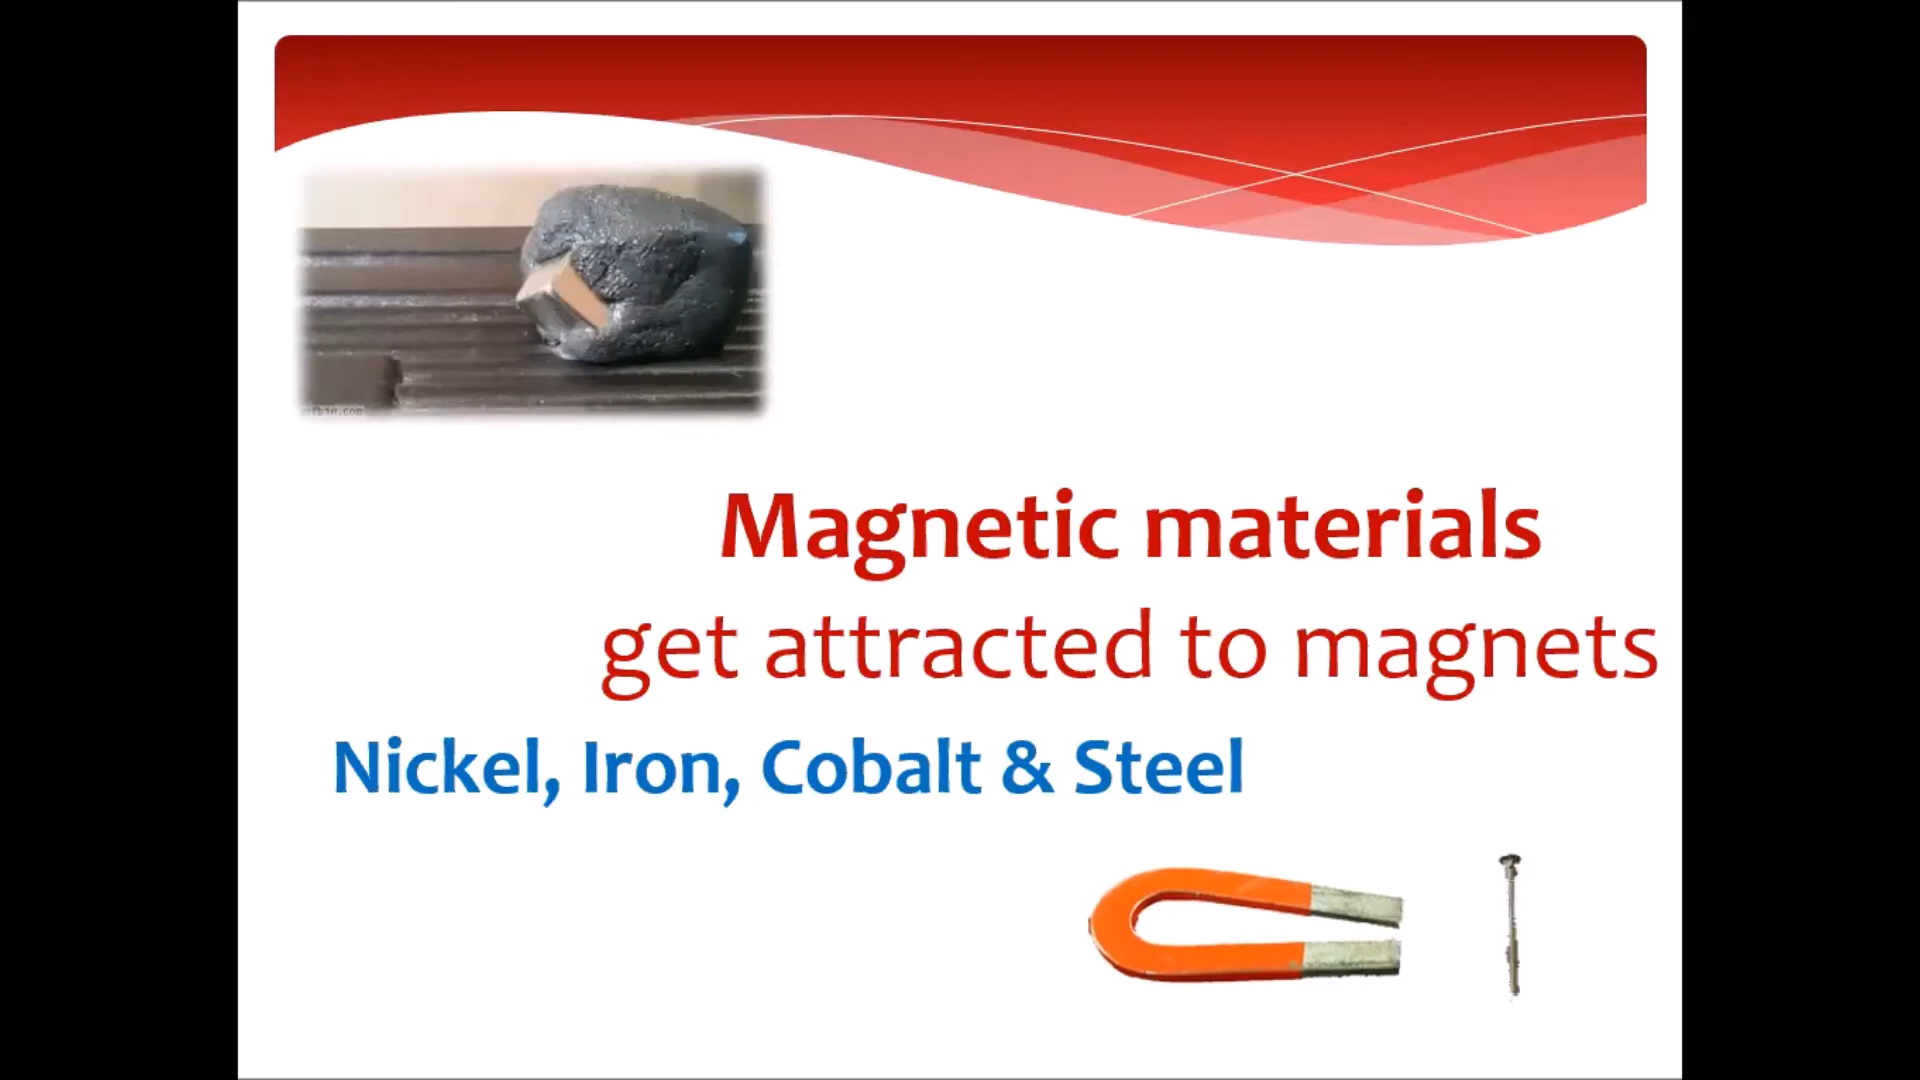 Magnetic materials
get attracted to magnets
Nickel, Iron, Cobalt & Steel